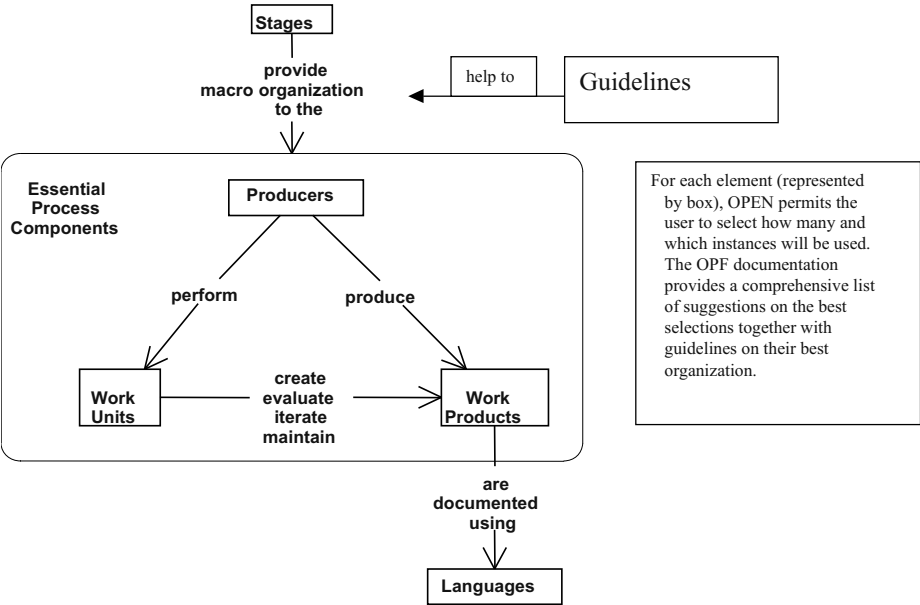 Stages
provide
macro organization
to the
help to
Guidelines
Essential
Process
Components
Producers
perform
produce
Work
Units
create
evaluate
iterate
maintain
Work
Products
are
documented
using
Languages
For each element (represented
by box), OPEN permits the
user to select how many and
which instances will be used.
The OPF documentation
provides a comprehensive list
of suggestions on the best
selections together with
guidelines on their best
organization.